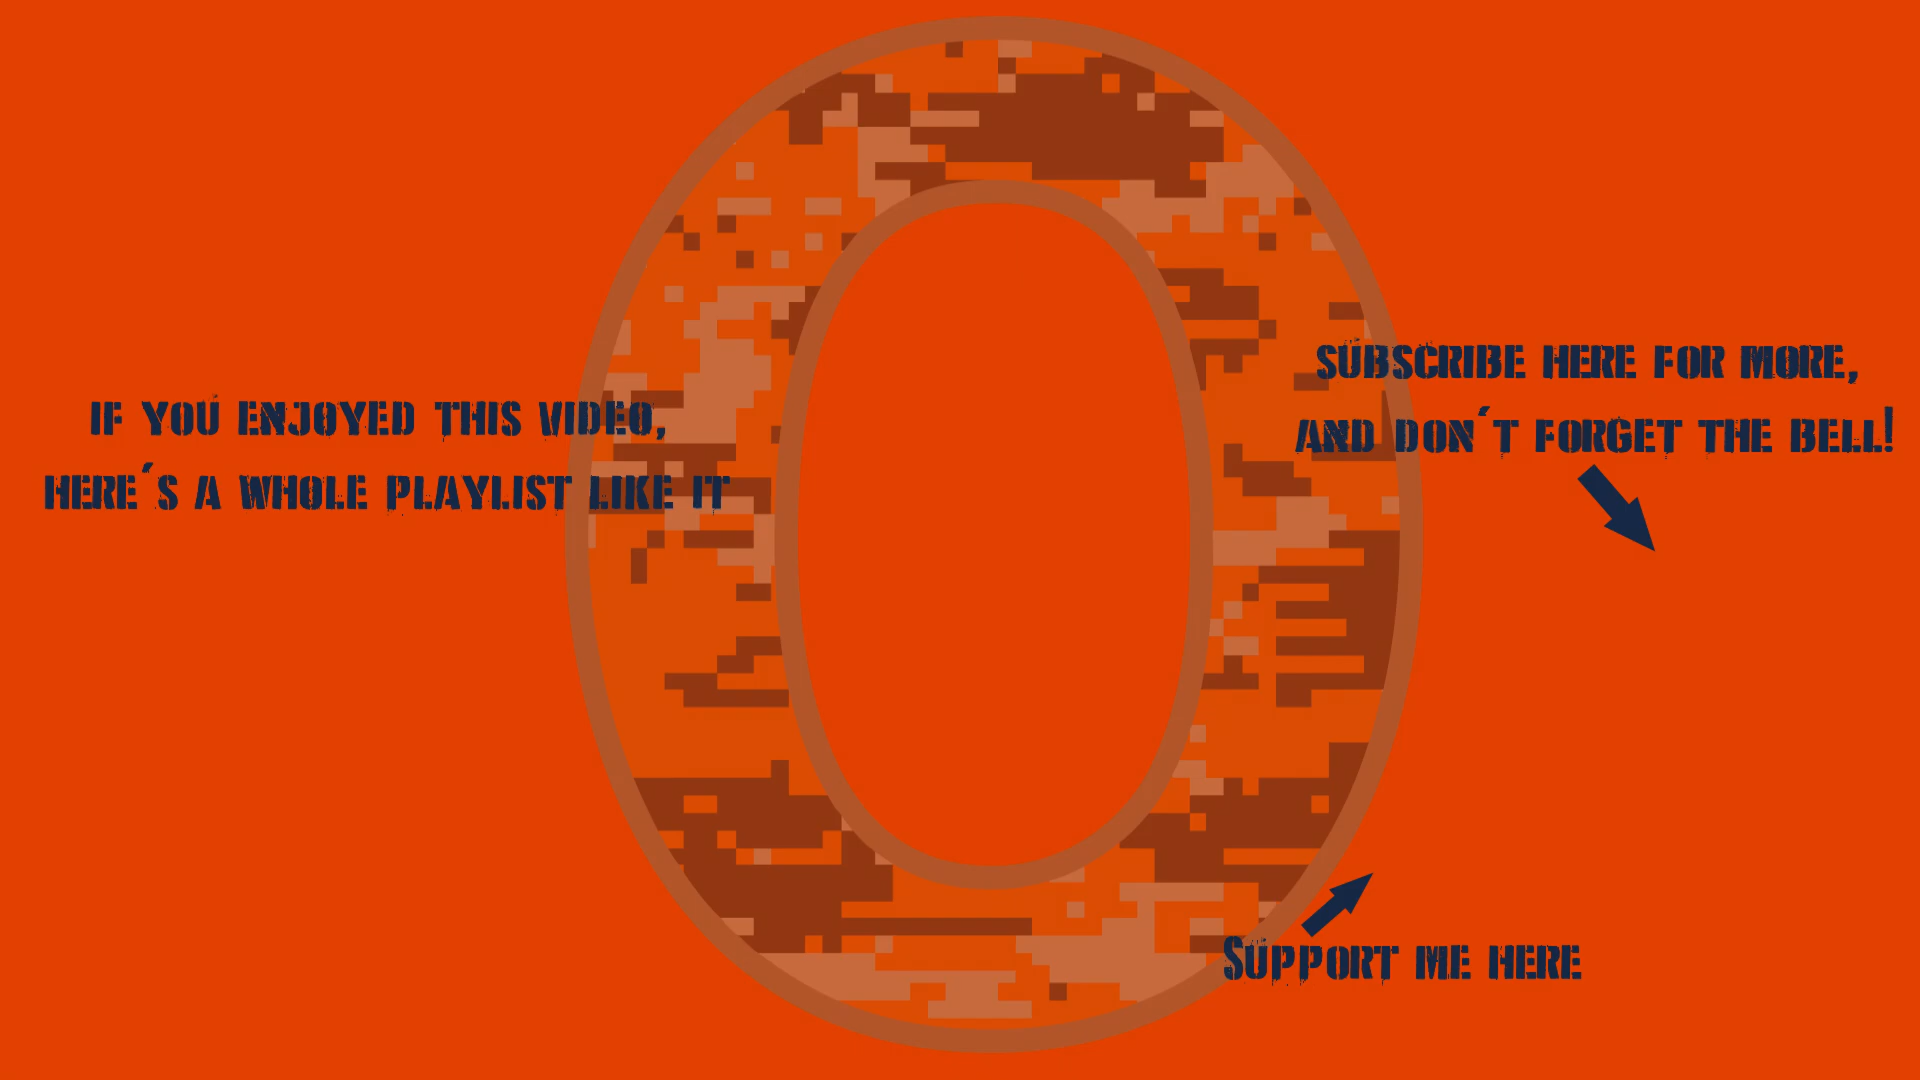 IF YOU ENJOYED THIS VIDEO,
HERE'S A WHOLE PLAYLIST LIKE IT
SUBSCRIBE HERE FOR MORE,
AND DON'T FORGET THE BELL!
SUPPORT ME HERE
O